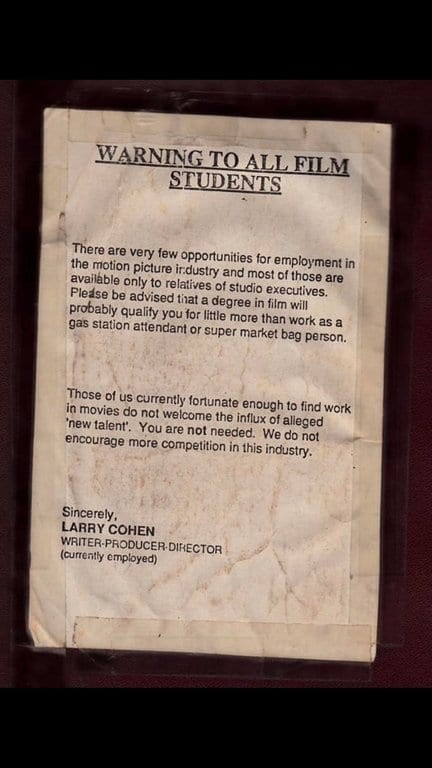 WARNING TO ALL FILM
STUDENTS
There are very few opportunities for employment in
the motion picture industry and most of those are
available only to relatives of studio executives.
Please be advised that a degree in film will
probably qualify you for little more than work as a
gas station attendant or super market bag person.
Those of us currently fortunate enough to find work
in movies do not welcome the influx of alleged
'new talent'. You are not needed. We do not
encourage more competition in this industry.
Sincerely,
LARRY COHEN
WRITER-PRODUCER-DIRECTOR
(currently employed)